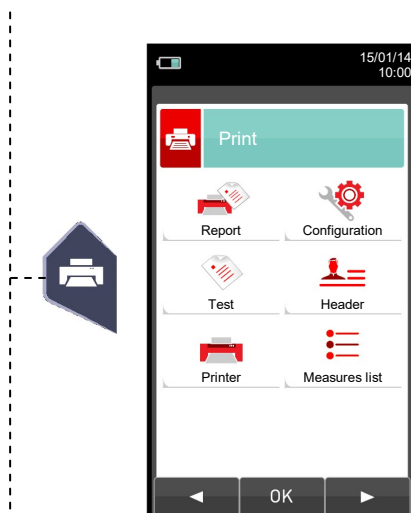 15/01/14
10:00
Print
Report
Configuration
Test
Header
Printer
Measures list
OK